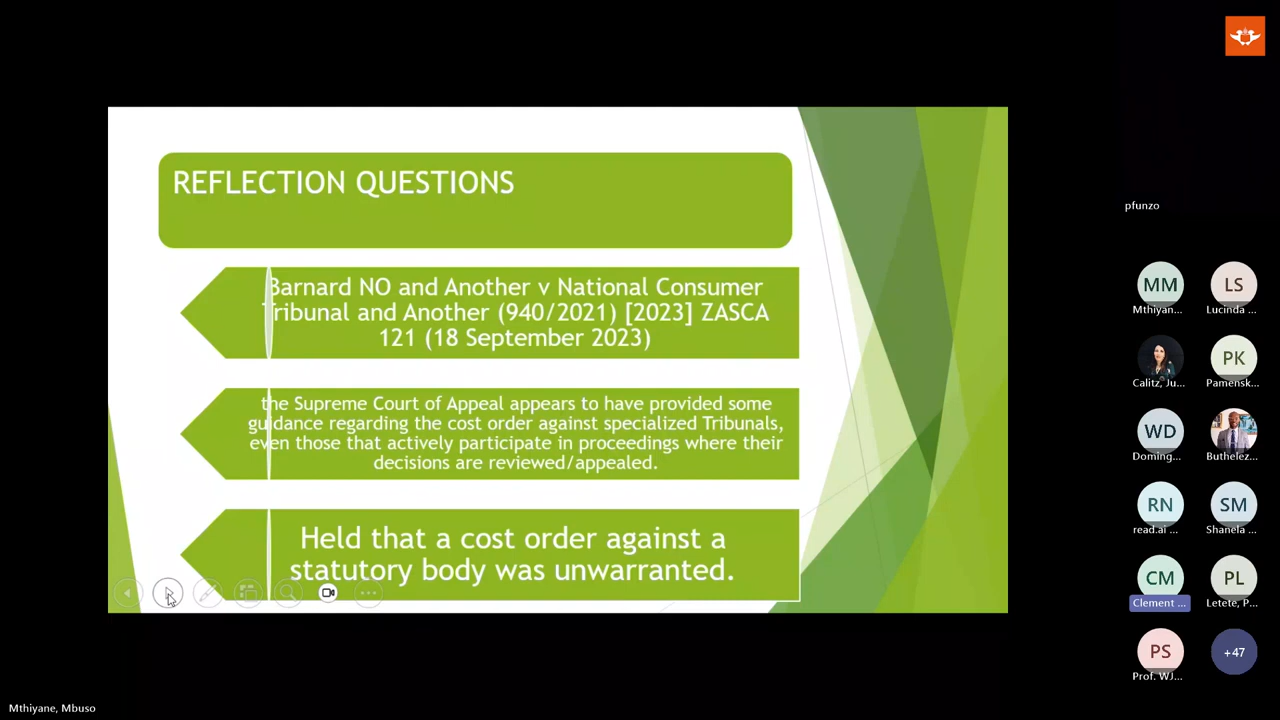 REFLECTION QUESTIONS
Barnard NO and Another v National Consumer
Tribunal and Another (940/2021) [2023] ZASCA
121 (18 September 2023)
the Supreme Court of Appeal appears to have provided some
guidance regarding the cost order against specialized Tribunals,
even those that actively participate in proceedings where their
decisions are reviewed/appealed.
Held that a cost order against a
statutory body was unwarranted.
pfunzo
MM
LS
Mthiyan...
Lucinda ...
PK
Calitz, Ju...
Pamensk...
WD
Doming...
Buthelez...
RN
SM
read.ai ...
Shanela ...
CM
PL
Clement ...
Letete, P...
PS
+47
Prof. WJ...
Mthiyane, Mbuso